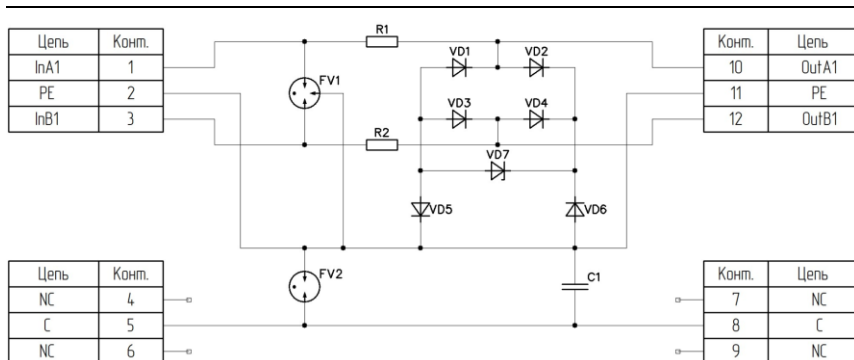 Цепь Конт.
InA1 1
PE 2
InB1 3
R1
VD1 VD2
FV1
VD3 VD4
R2
VD7
VD5 VD6
Конт. Цепь
10 OutA1
11 PE
12 OutB1
Цепь Конт.
NC 4
C 5
NC 6
FV2
C1
Конт. Цепь
7 NC
8 C
9 NC